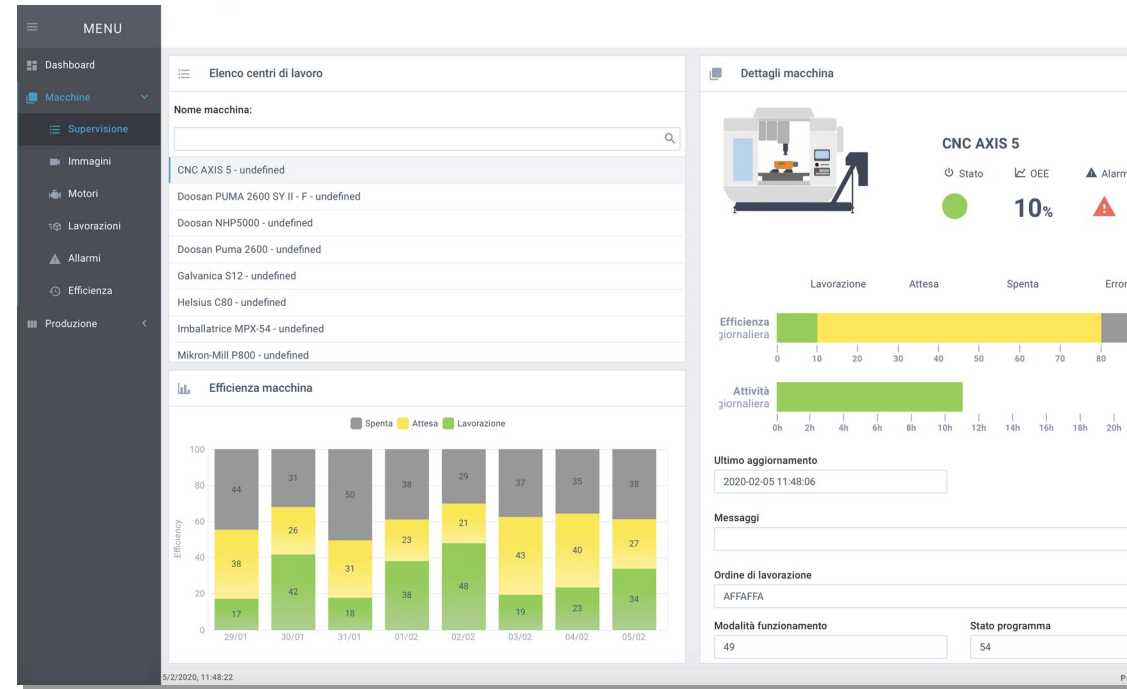 MENU
Dashboard
Macchine
Supervisione
Immagini
Motori
Lavorazioni
Allarmi
Efficienza
Produzione
Elenco centri di lavoro
Nome macchina:
CNC AXIS 5 - undefined
Doosan PUMA 2600 SY II - F - undefined
Doosan NHP5000 - undefined
Doosan Puma 2600 - undefined
Galvanica S12 - undefined
Helsius C80 - undefined
Imballatrice MPX-54 - undefined
Mikron-Mill P800 - undefined
Efficienza macchina
Spenta Attesa Lavorazione
Efficiency
100
80
60
40
20
0
44 31 50 38 29 37 35 38
38 26 31 23 21 43 40 27
17 42 18 38 48 19 23 34
29/01 30/01 31/01 01/02 02/02 03/02 04/02 05/02
Dettagli macchina
CNC AXIS 5
Stato OEE Alarm
10%
Lavorazione Attesa Spenta Error
Efficienza
giornaliera
0 10 20 30 40 50 60 70 80
Attività
giornaliera
0h 2h 4h 6h 8h 10h 12h 14h 16h 18h 20h
Ultimo aggiornamento
2020-02-05 11:48:06
Messaggi
Ordine di lavorazione
AFFAFFA
Modalità funzionamento Stato programma
49 54
5/2/2020, 11:48:22